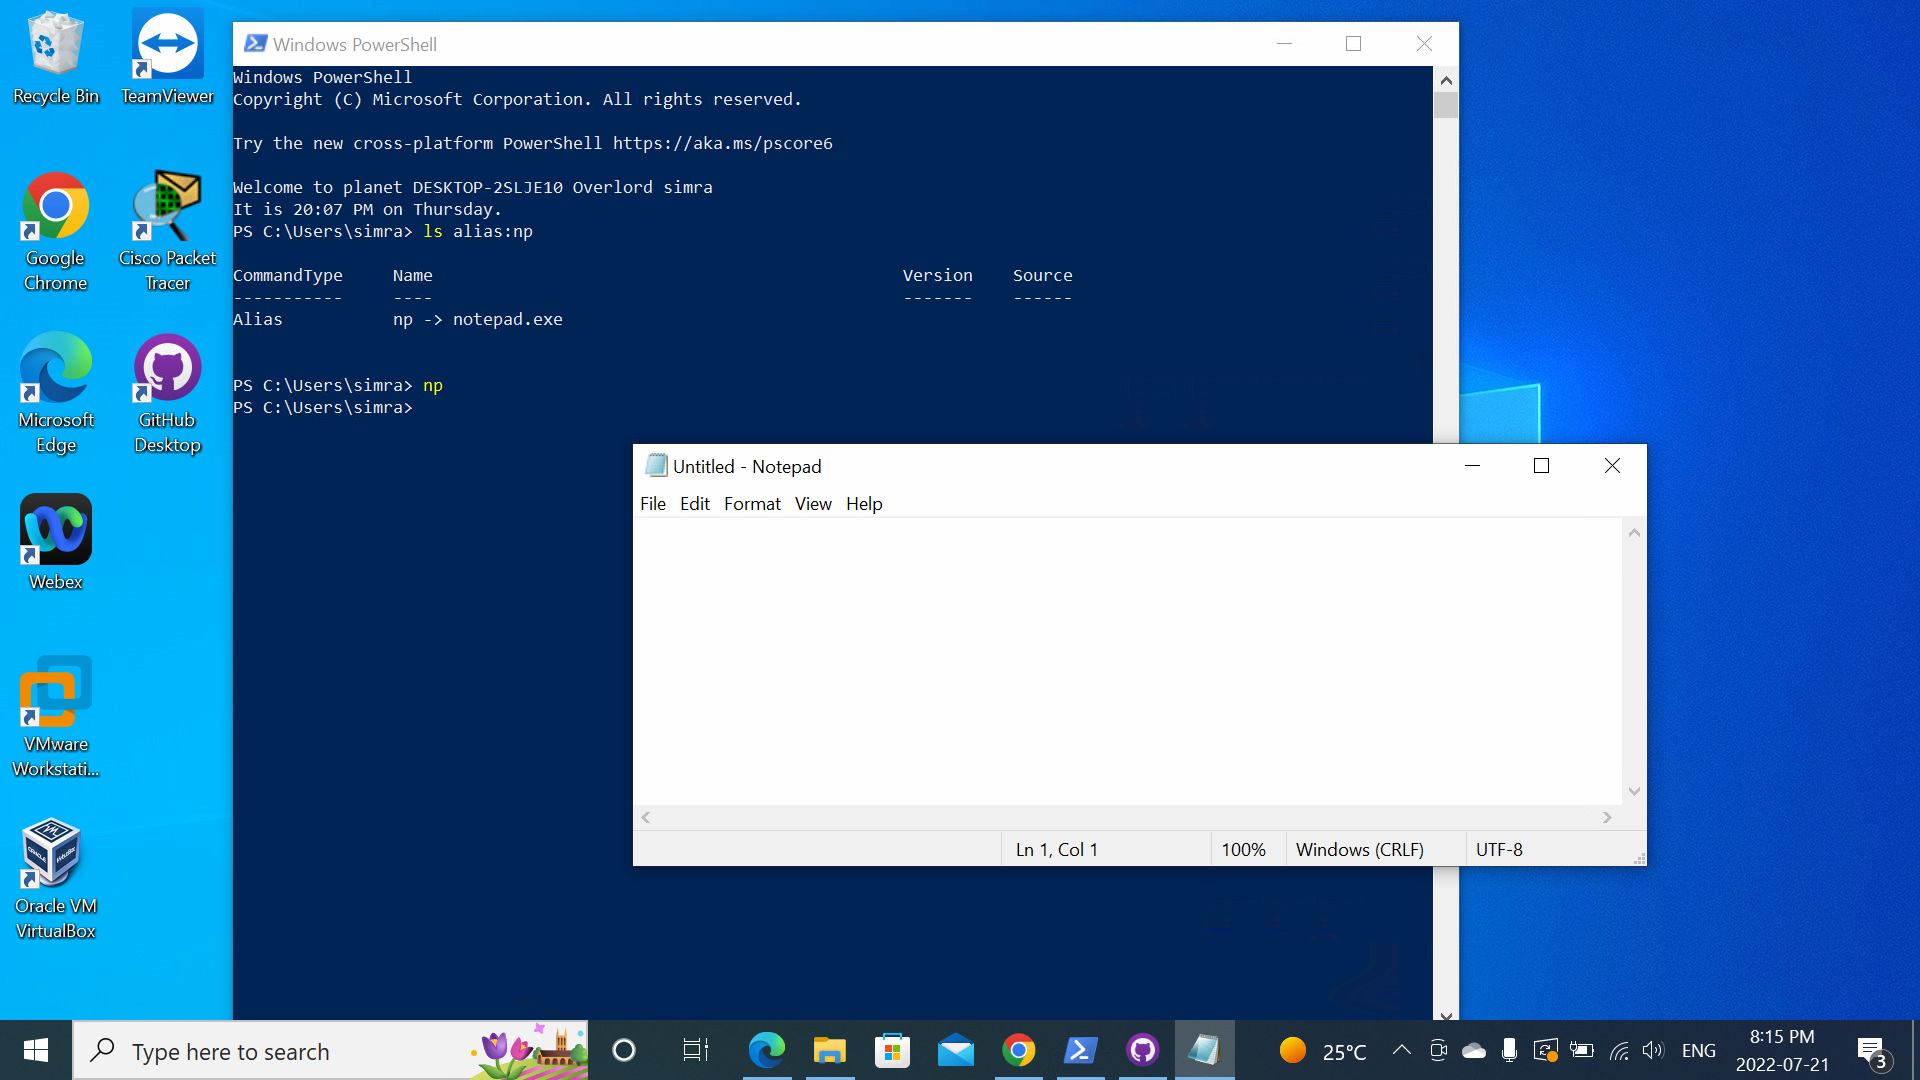 Recycle Bin
TeamViewer
Google
Chrome
Cisco Packet
Tracer
Microsoft
Edge
GitHub
Desktop
Webex
VMware
Workstati...
Oracle VM
VirtualBox
Windows PowerShell
Windows PowerShell
Copyright (C) Microsoft Corporation. All rights reserved.
Try the new cross-platform PowerShell https://aka.ms/pscore6
Welcome to planet DESKTOP-2SLJE10 Overlord simra
It is 20:07 PM on Thursday.
PS C:\Users\simra> ls alias:np
CommandType     Name                                               Version    Source
-----------     ----                                               -------    ------
Alias           np -> notepad.exe
PS C:\Users\simra> np
PS C:\Users\simra>
Untitled - Notepad
File Edit Format View Help
Ln 1, Col 1 100% Windows (CRLF) UTF-8
Type here to search
25°C ENG 8:15 PM
2022-07-21
3